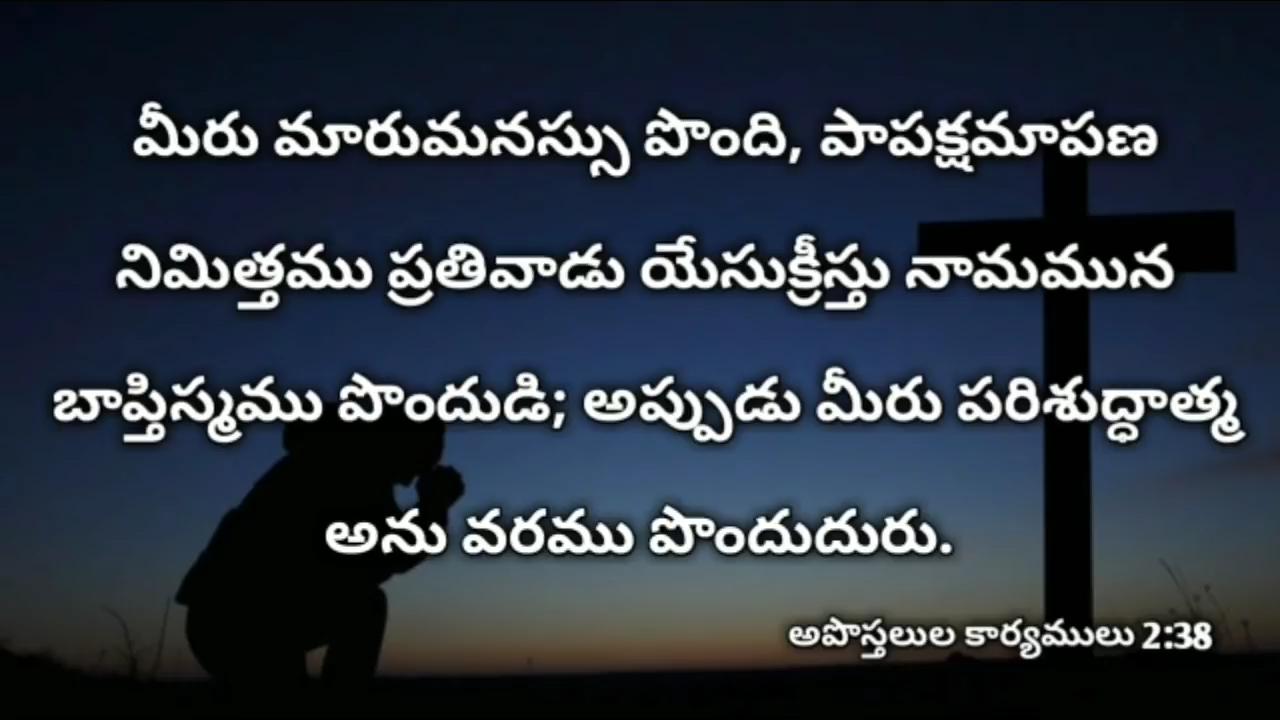 మీరు మారుమనస్సు పొంది, పాపక్షమాపణ
నిమిత్తము ప్రతివాడు యేసుక్రీస్తు నామమున
బాప్తిస్మము పొందుడి; అప్పుడు మీరు పరిశుద్ధాత్మ
అను వరము పొందుదురు.
అపొస్తలుల కార్యములు 2:38